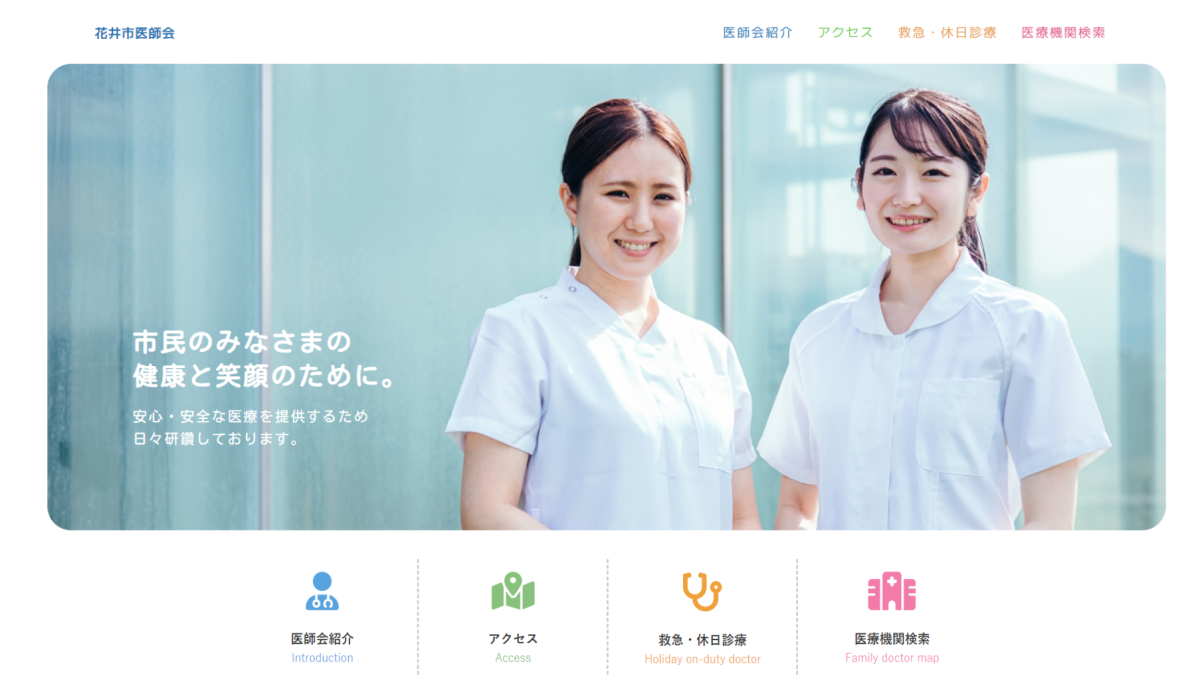 花井市医師会
医師会紹介 アクセス 救急・休日診療 医療機関検索
市民のみなさまの
健康と笑顔のために。
安心・安全な医療を提供するため
日々研鑽しております。
医師会紹介
Introduction
アクセス
Access
救急・休日診療
Holiday on-duty doctor
医療機関検索
Family doctor map